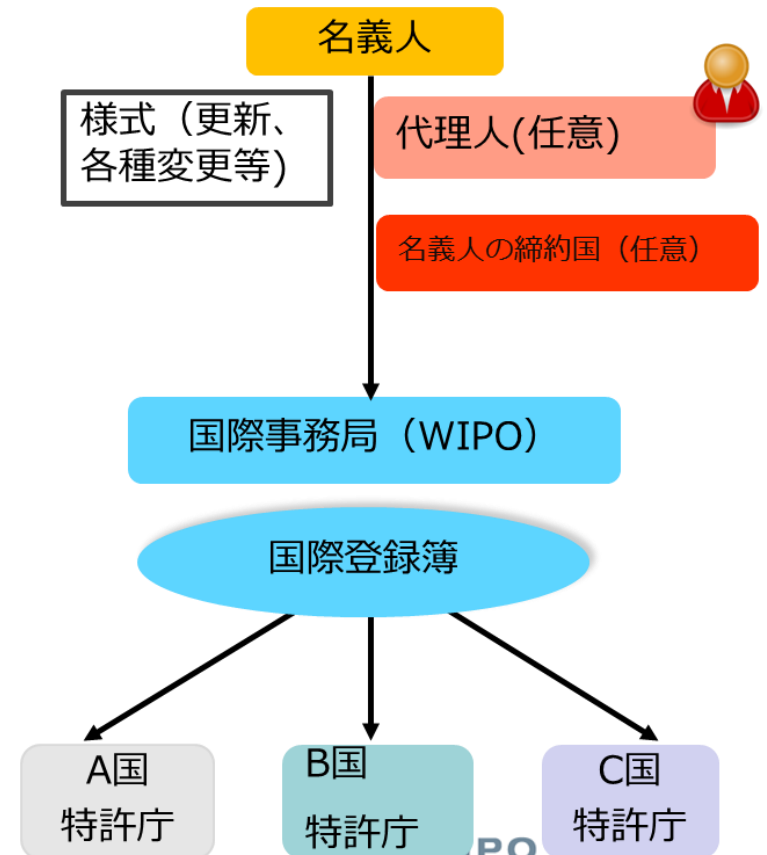 名義人
様式（更新、
各種変更等)
代理人(任意)
名義人の締約国（任意）
国際事務局（WIPO）
国際登録簿
A国
特許庁
B国
特許庁
C国
特許庁